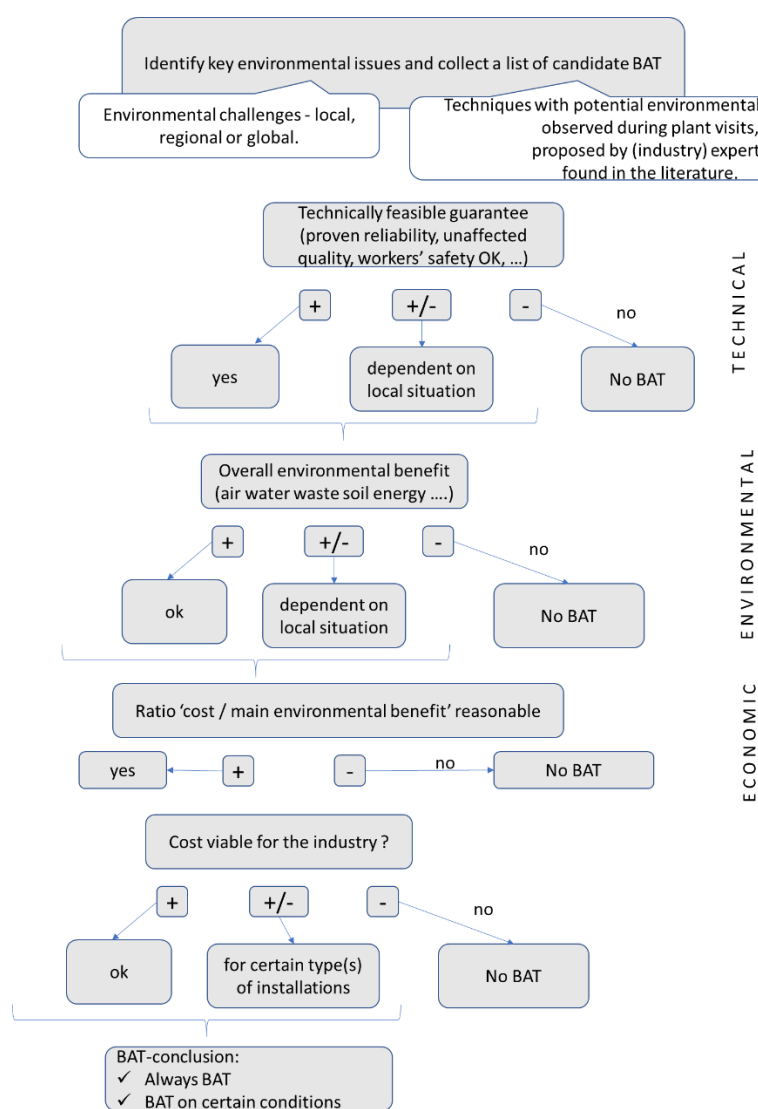 Identify key environmental issues and collect a list of candidate BAT
Environmental challenges - local,
regional or global.
Techniques with potential environmental
observed during plant visits,
proposed by (industry) expert
found in the literature.
Technically feasible guarantee
(proven reliability, unaffected
quality, workers’ safety OK, ...)
+
+/-
-
no
yes
dependent on
local situation
No BAT
TECHNICAL
Overall environmental benefit
(air water waste soil energy ....)
+
+/-
-
no
ok
dependent on
local situation
No BAT
ENVIRONMENTAL
Ratio ‘cost / main environmental benefit’ reasonable
yes
+
-
no
No BAT
ECONOMIC
Cost viable for the industry ?
+
+/-
-
no
ok
for certain type(s)
of installations
No BAT
BAT-conclusion:
✓ Always BAT
✓ BAT on certain conditions